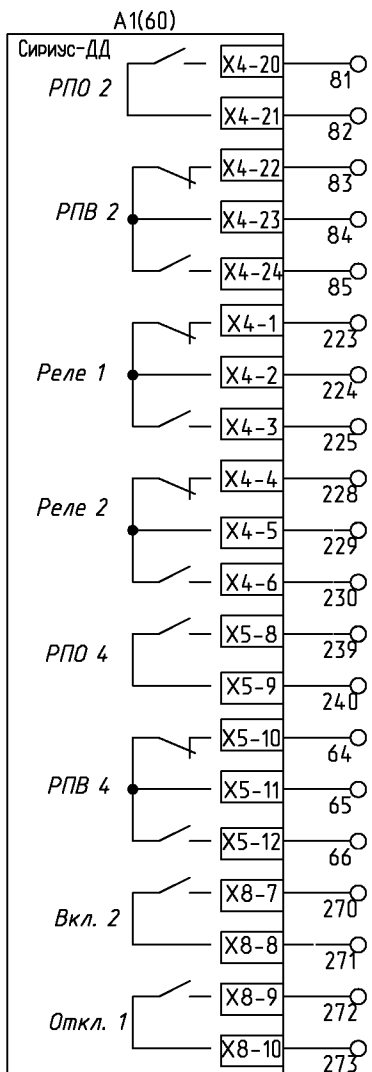 А1(60)
Сириус-ДД
РПО 2
X4-20
81
X4-21
82
РПВ 2
X4-22
83
X4-23
84
X4-24
85
Реле 1
X4-1
223
X4-2
224
X4-3
225
Реле 2
X4-4
228
X4-5
229
X4-6
230
РПО 4
X5-8
239
X5-9
240
РПВ 4
X5-10
64
X5-11
65
X5-12
66
Вкл. 2
X8-7
270
X8-8
271
Откл. 1
X8-9
272
X8-10
273